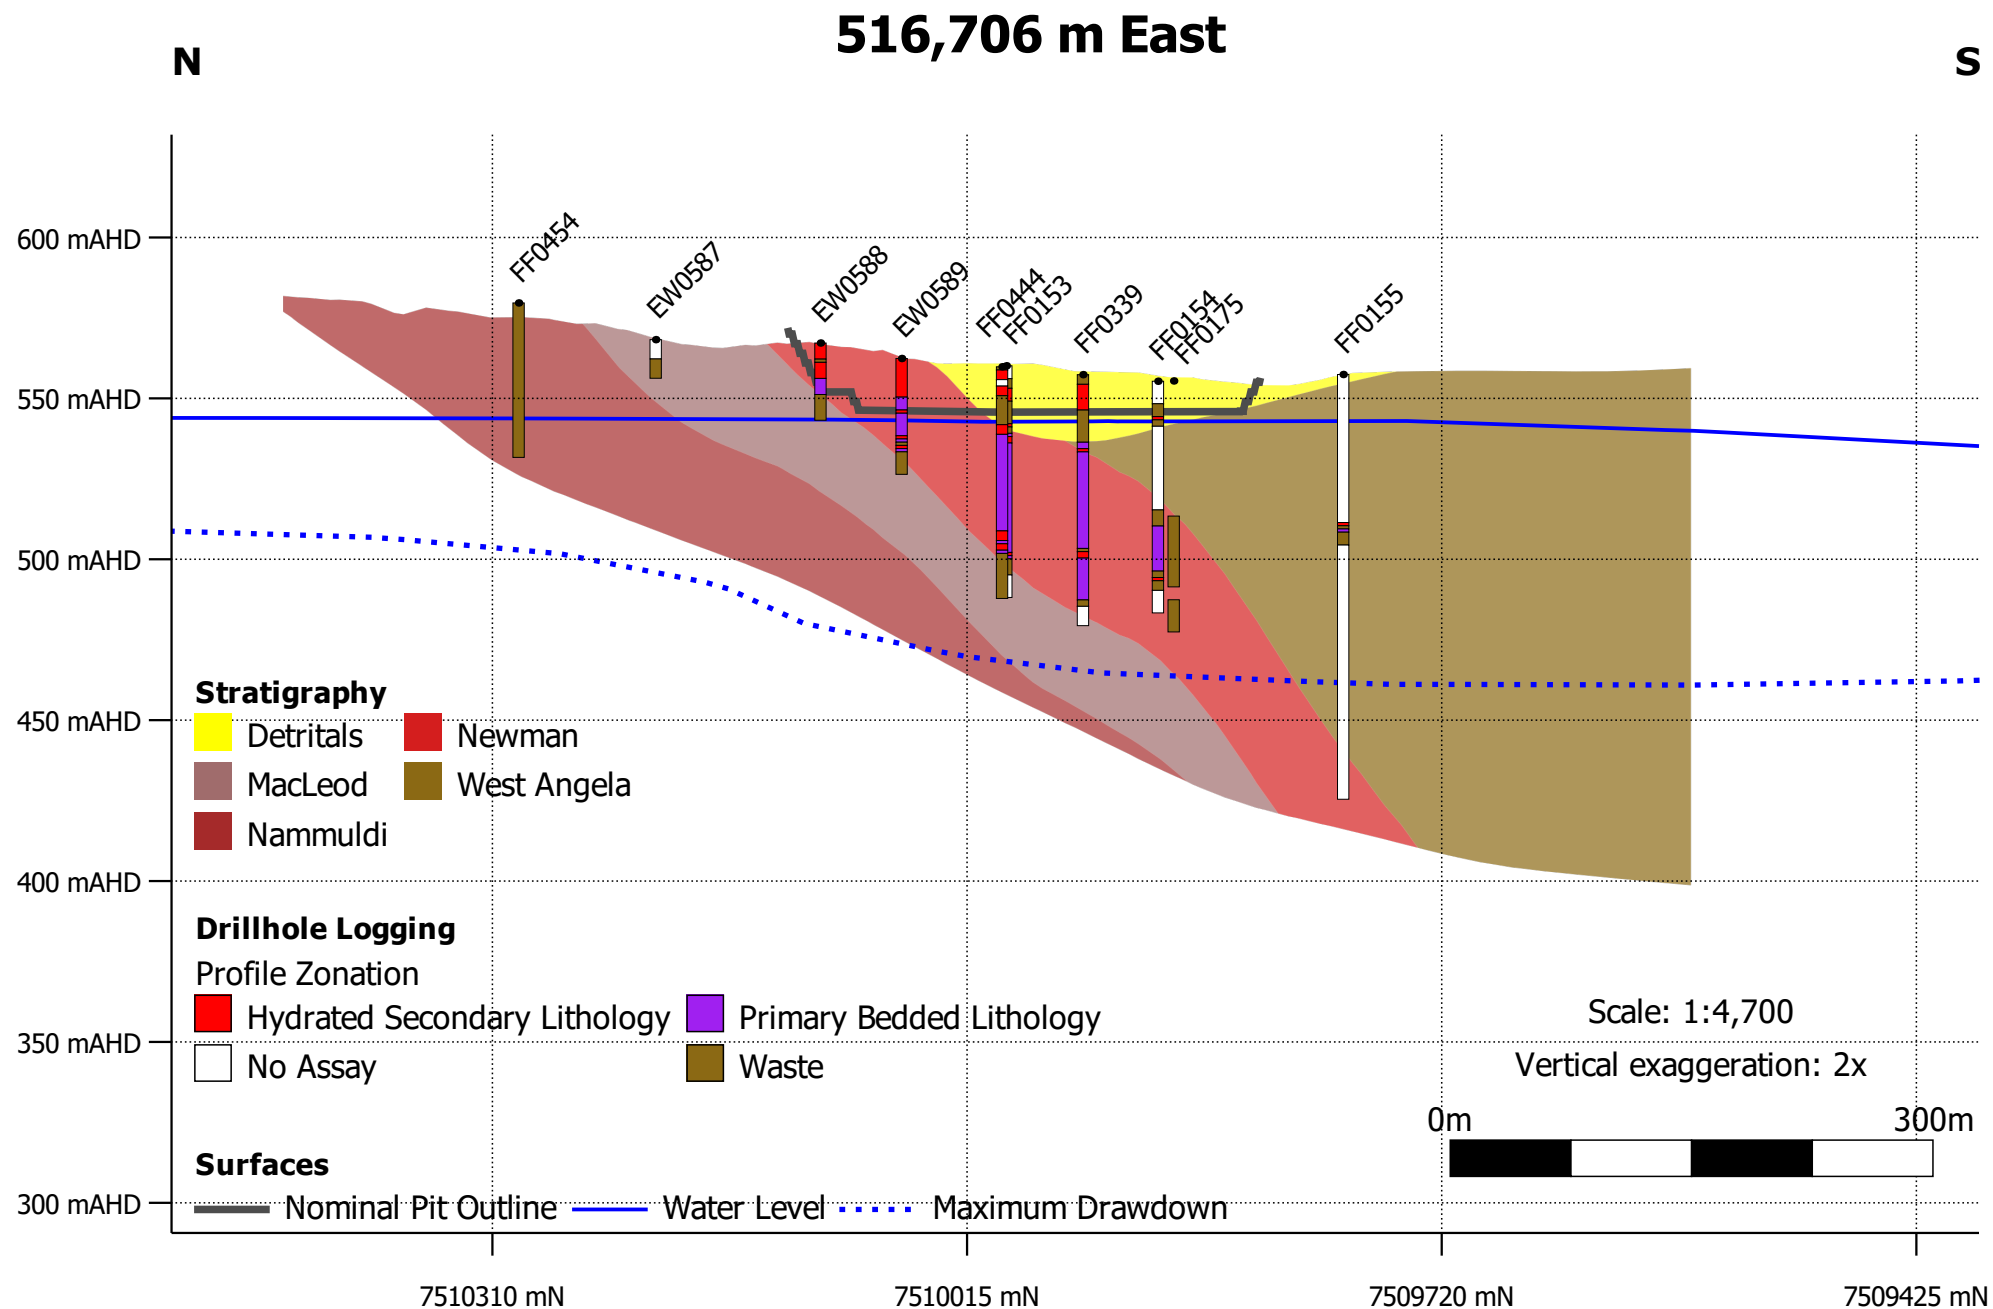 516,706 m East
N
S
600 mAHD
550 mAHD
500 mAHD
450 mAHD
400 mAHD
350 mAHD
300 mAHD
FF0454
EW0587
EW0588
EW0589
FF0444
FF0153
FF0339
FF0154
FF0175
FF0155
Stratigraphy
Detritals
Newman
MacLeod
West Angela
Nammuldi
Drillhole Logging
Profile Zonation
Hydrated Secondary Lithology
Primary Bedded Lithology
No Assay
Waste
Surfaces
Nominal Pit Outline
Water Level
Maximum Drawdown
Scale: 1:4,700
Vertical exaggeration: 2x
0m
300m
7510310 mN
7510015 mN
7509720 mN
7509425 mN